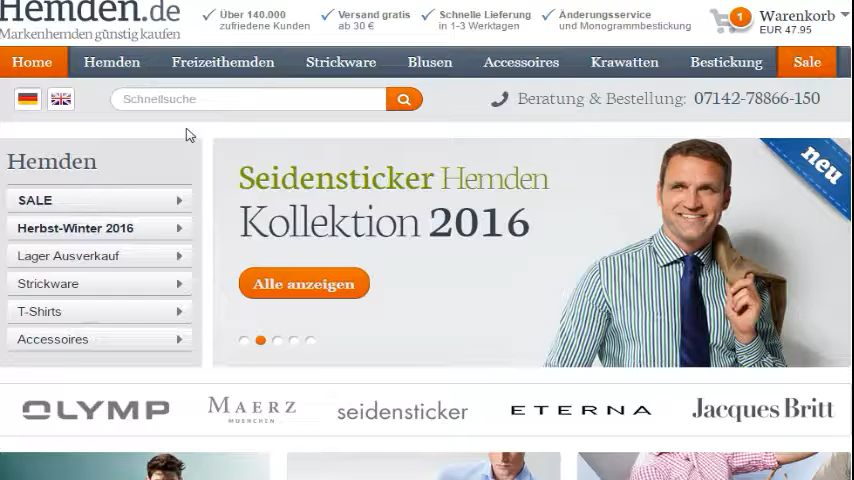 Hemden.de
Markenhemden günstig kaufen
Über 140.000
zufriedene Kunden
Versand gratis
ab 30 €
Schnelle Lieferung
in 1-3 Werktagen
Änderungsservice
und Monogrammbestickung
1
Warenkorb
EUR 47.95
Home
Hemden
Freizeithemden
Strickware
Blusen
Accessoires
Krawatten
Bestickung
Sale
Schnellsuche
Beratung & Bestellung: 07142-78866-150
Hemden
SALE
Herbst-Winter 2016
Lager Ausverkauf
Strickware
T-Shirts
Accessoires
Seidensticker Hemden
Kollektion 2016
Alle anzeigen
neu
OLYMP
MAERZ
MUENCHEN
seidensticker
ETERNA
Jacques Britt